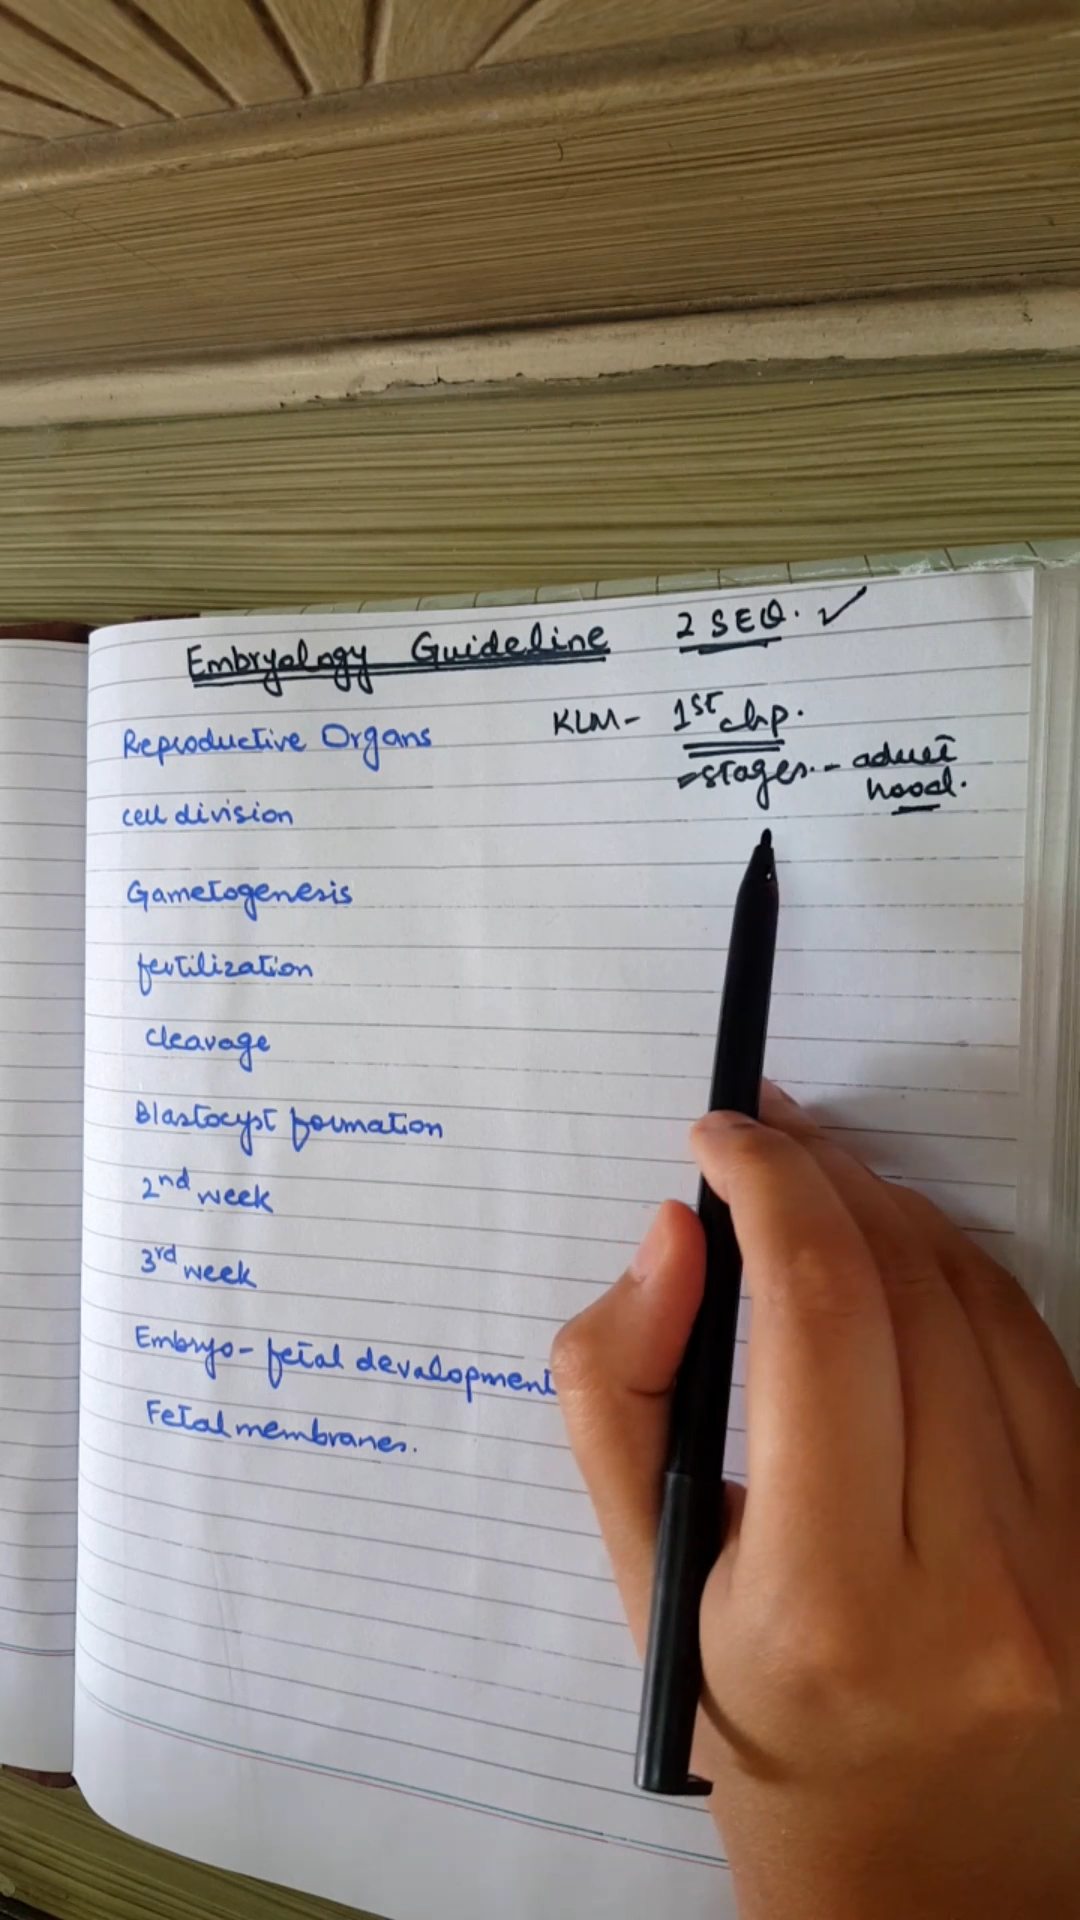 Embryology Guideline 2 SEQ.
Reproductive Organs KLM - 1st chp.
stages. - adult
hood.
cell division
Gametogenesis
fertilization
cleavage
Blastocyst formation
2nd week
3rd week
Embryo - fetal devalopment
Fetal membranes.